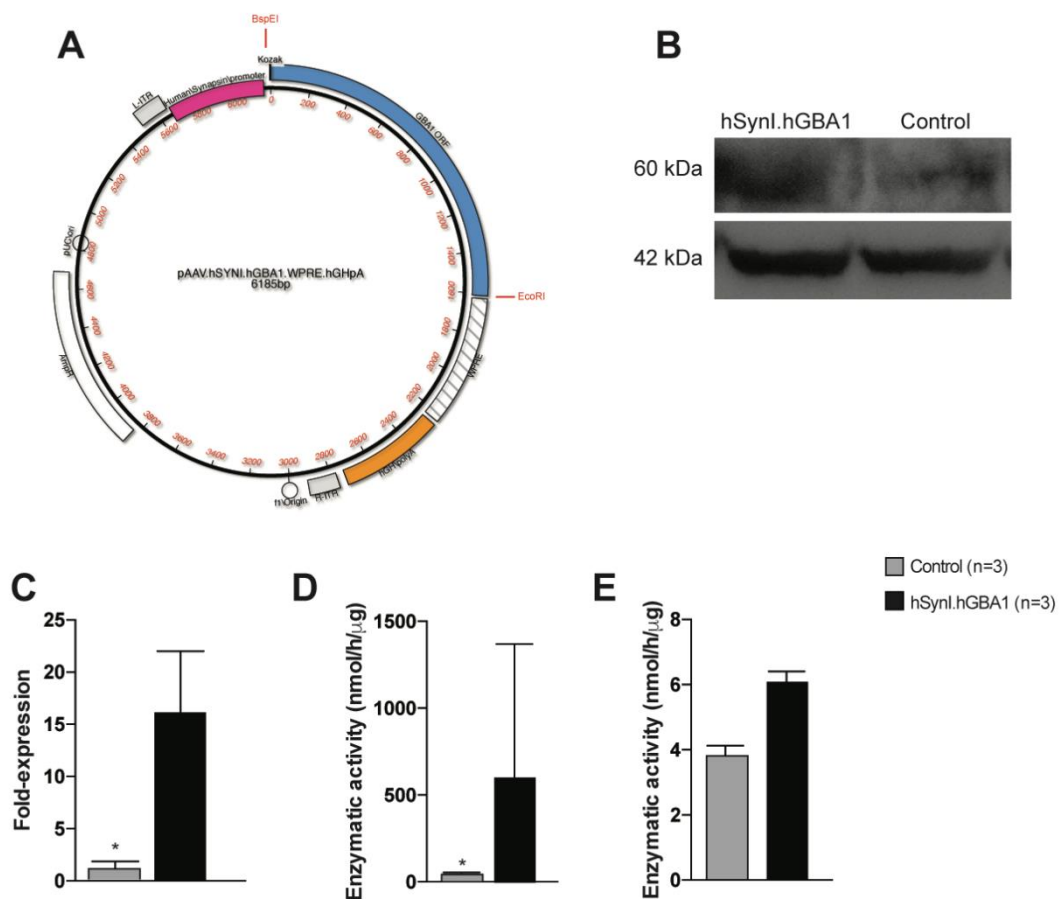 A
BspEI
Kozak
Human\Synapsin\promoter
L-ITR
GBA1 ORF
EcoRI
WPRE
hGH\polyA
R-ITR
f1\Origin
AmpR
pUC\ori
0
200
400
600
800
1000
1200
1400
1600
1800
2000
2200
2400
2600
2800
3000
3200
3400
3600
3800
4000
4200
4400
4600
4800
5000
5200
5400
5600
5800
6000
pAAV.hSYNI.hGBA1.WPRE.hGHpA
6185bp
B
hSynI.hGBA1 Control
60 kDa
42 kDa
C
Fold-expression
25
20
15
10
5
0
*
D
Enzymatic activity (nmol/h/µg)
1500
1000
500
0
*
E
Enzymatic activity (nmol/h/µg)
8
6
4
2
0
Control (n=3)
hSynI.hGBA1 (n=3)